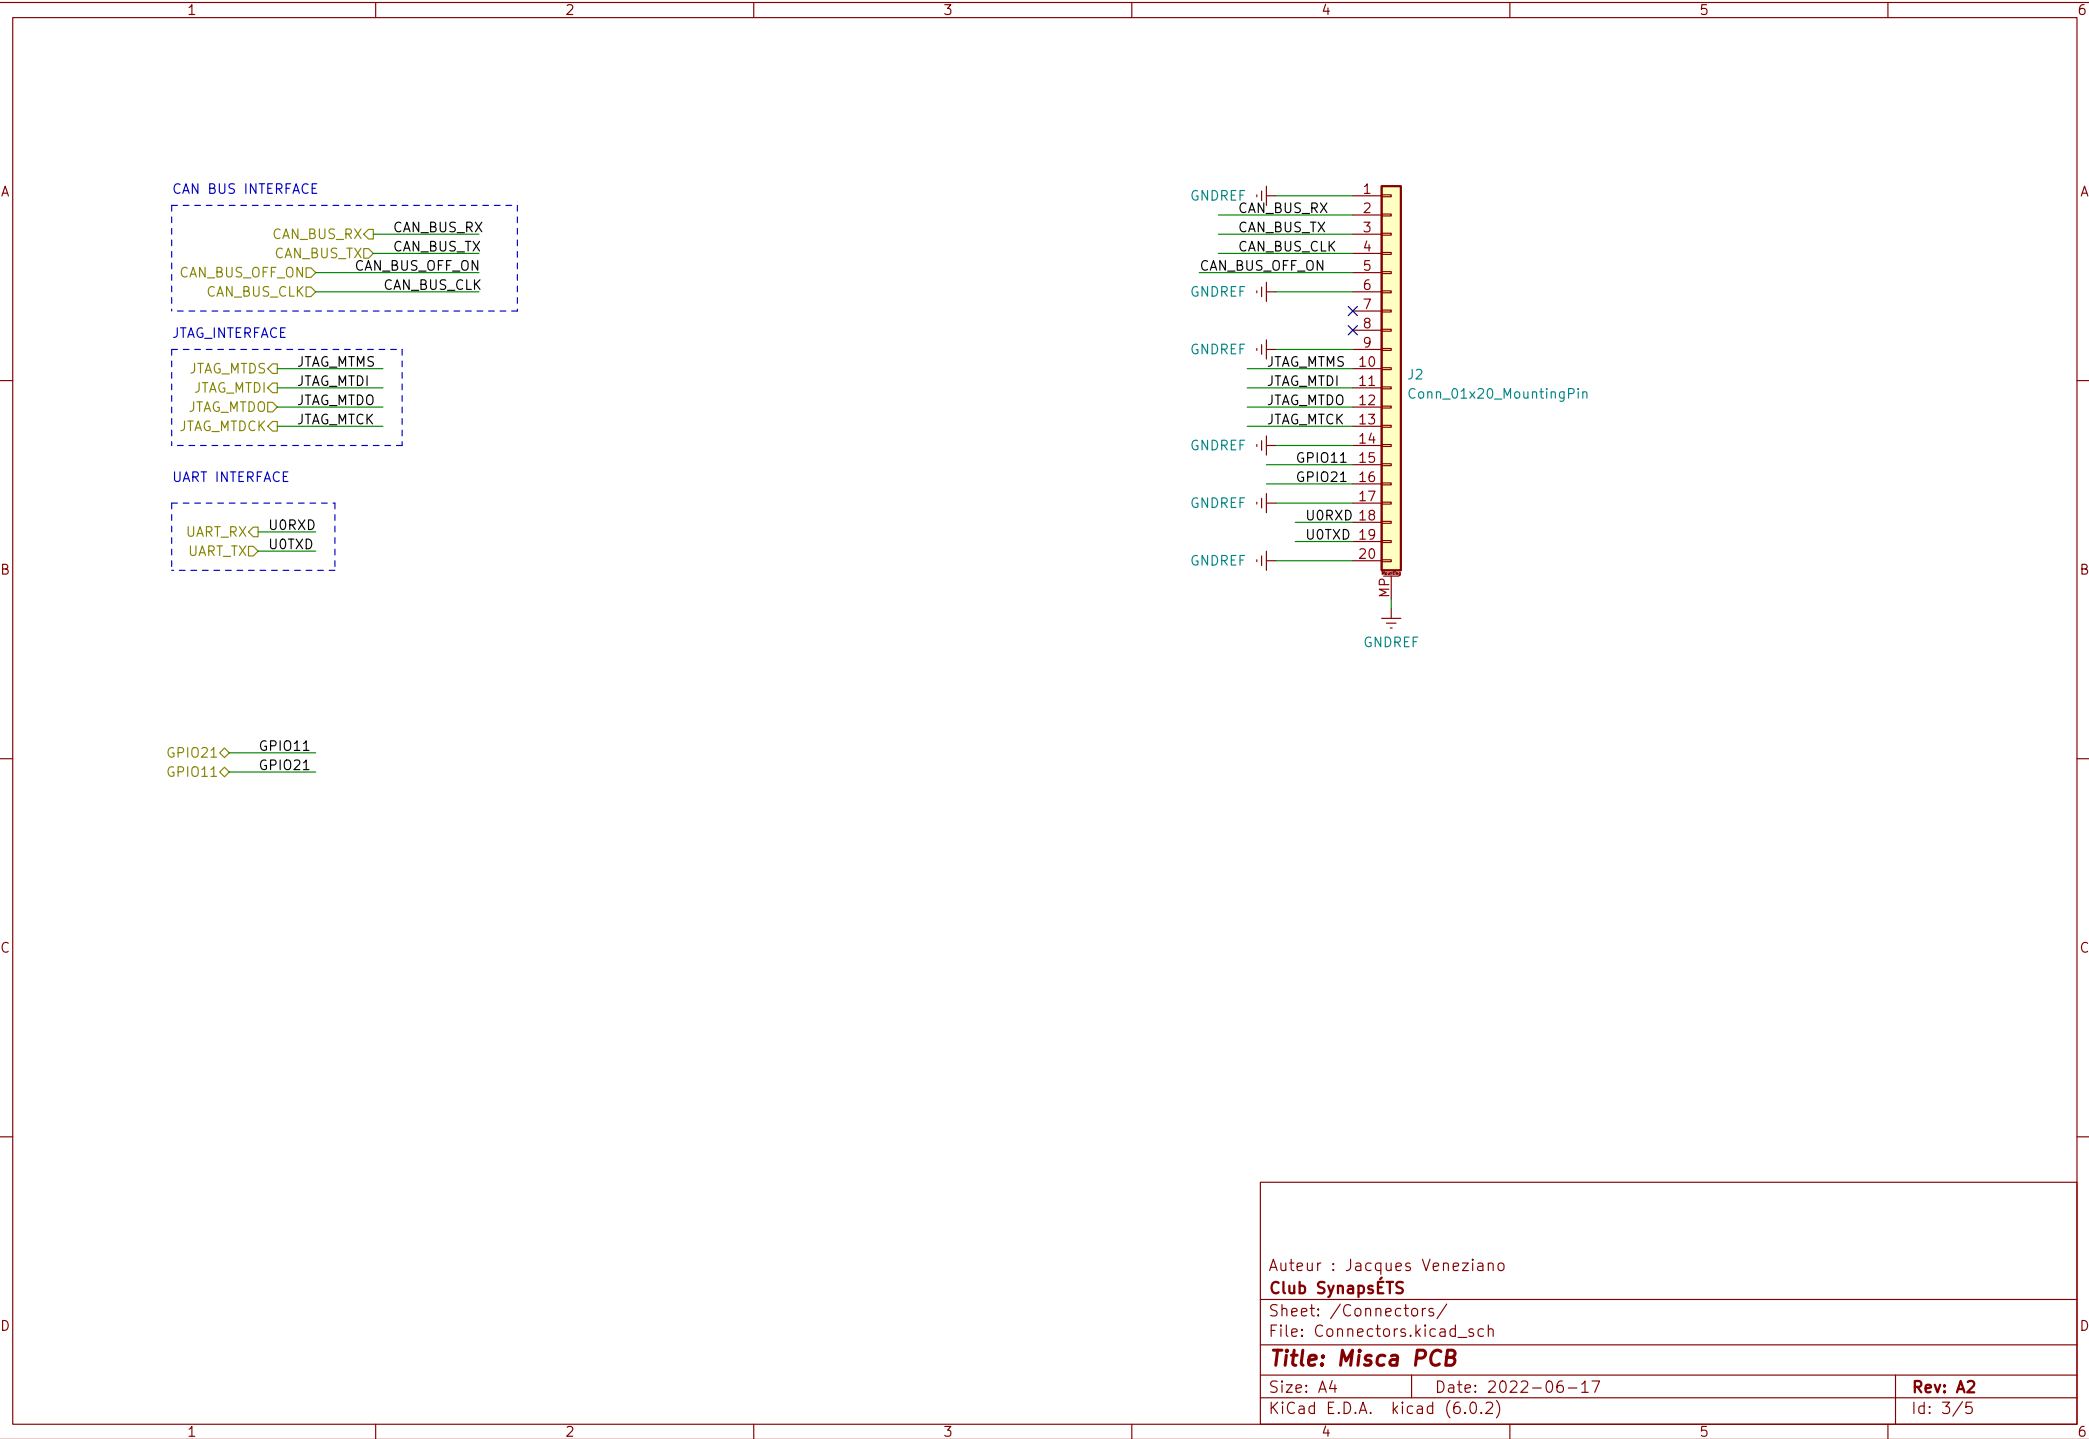 1 2 3 4 5 6
A A
CAN BUS INTERFACE
CAN_BUS_RX CAN_BUS_RX
CAN_BUS_TX CAN_BUS_TX
CAN_BUS_OFF_ON CAN_BUS_OFF_ON
CAN_BUS_CLK CAN_BUS_CLK
JTAG_INTERFACE
JTAG_MTDS JTAG_MTMS
JTAG_MTDI JTAG_MTDI
JTAG_MTDO JTAG_MTDO
JTAG_MTDCK JTAG_MTCK
UART INTERFACE
UART_RX U0RXD
UART_TX U0TXD
GPIO21 GPIO11
GPIO11 GPIO21
GNDREF 1
CAN_BUS_RX 2
CAN_BUS_TX 3
CAN_BUS_CLK 4
CAN_BUS_OFF_ON 5
GNDREF 6
7
8
GNDREF 9
JTAG_MTMS 10
JTAG_MTDI 11
JTAG_MTDO 12
JTAG_MTCK 13
GNDREF 14
GPIO11 15
GPIO21 16
GNDREF 17
U0RXD 18
U0TXD 19
GNDREF 20
J2
Conn_01x20_MountingPin
Mounting
MP
GNDREF
B B
C C
D D
Auteur : Jacques Veneziano
Club SynapsÉTS
Sheet: /Connectors/
File: Connectors.kicad_sch
Title: Misca PCB
Size: A4 Date: 2022-06-17 Rev: A2
KiCad E.D.A. kicad (6.0.2) Id: 3/5
1 2 3 4 5 6